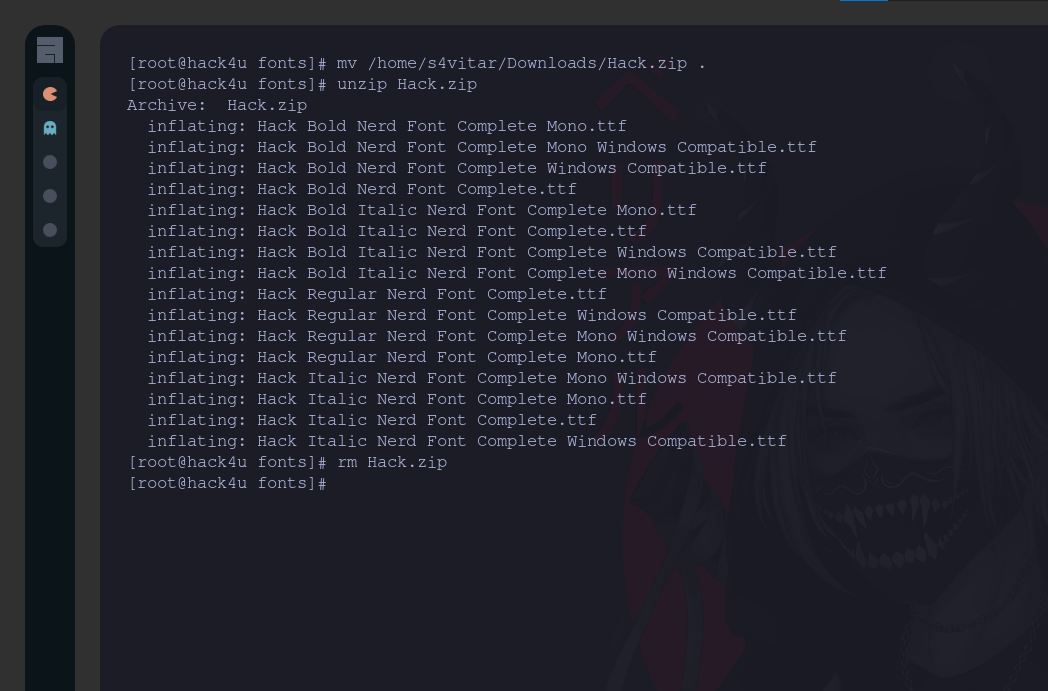 [root@hack4u fonts]# mv /home/s4vitar/Downloads/Hack.zip .
[root@hack4u fonts]# unzip Hack.zip
Archive:  Hack.zip
  inflating: Hack Bold Nerd Font Complete Mono.ttf
  inflating: Hack Bold Nerd Font Complete Mono Windows Compatible.ttf
  inflating: Hack Bold Nerd Font Complete Windows Compatible.ttf
  inflating: Hack Bold Nerd Font Complete.ttf
  inflating: Hack Bold Italic Nerd Font Complete Mono.ttf
  inflating: Hack Bold Italic Nerd Font Complete.ttf
  inflating: Hack Bold Italic Nerd Font Complete Windows Compatible.ttf
  inflating: Hack Bold Italic Nerd Font Complete Mono Windows Compatible.ttf
  inflating: Hack Regular Nerd Font Complete.ttf
  inflating: Hack Regular Nerd Font Complete Windows Compatible.ttf
  inflating: Hack Regular Nerd Font Complete Mono Windows Compatible.ttf
  inflating: Hack Regular Nerd Font Complete Mono.ttf
  inflating: Hack Italic Nerd Font Complete Mono Windows Compatible.ttf
  inflating: Hack Italic Nerd Font Complete Mono.ttf
  inflating: Hack Italic Nerd Font Complete.ttf
  inflating: Hack Italic Nerd Font Complete Windows Compatible.ttf
[root@hack4u fonts]# rm Hack.zip
[root@hack4u fonts]#